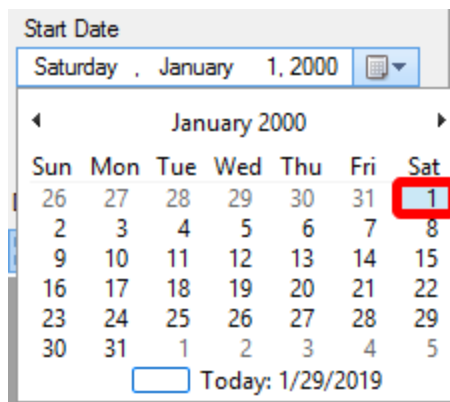 Start Date
Saturday , January 1, 2000
January 2000
Sun Mon Tue Wed Thu Fri Sat
26 27 28 29 30 31 1
2 3 4 5 6 7 8
9 10 11 12 13 14 15
16 17 18 19 20 21 22
23 24 25 26 27 28 29
30 31 1 2 3 4 5
Today: 1/29/2019